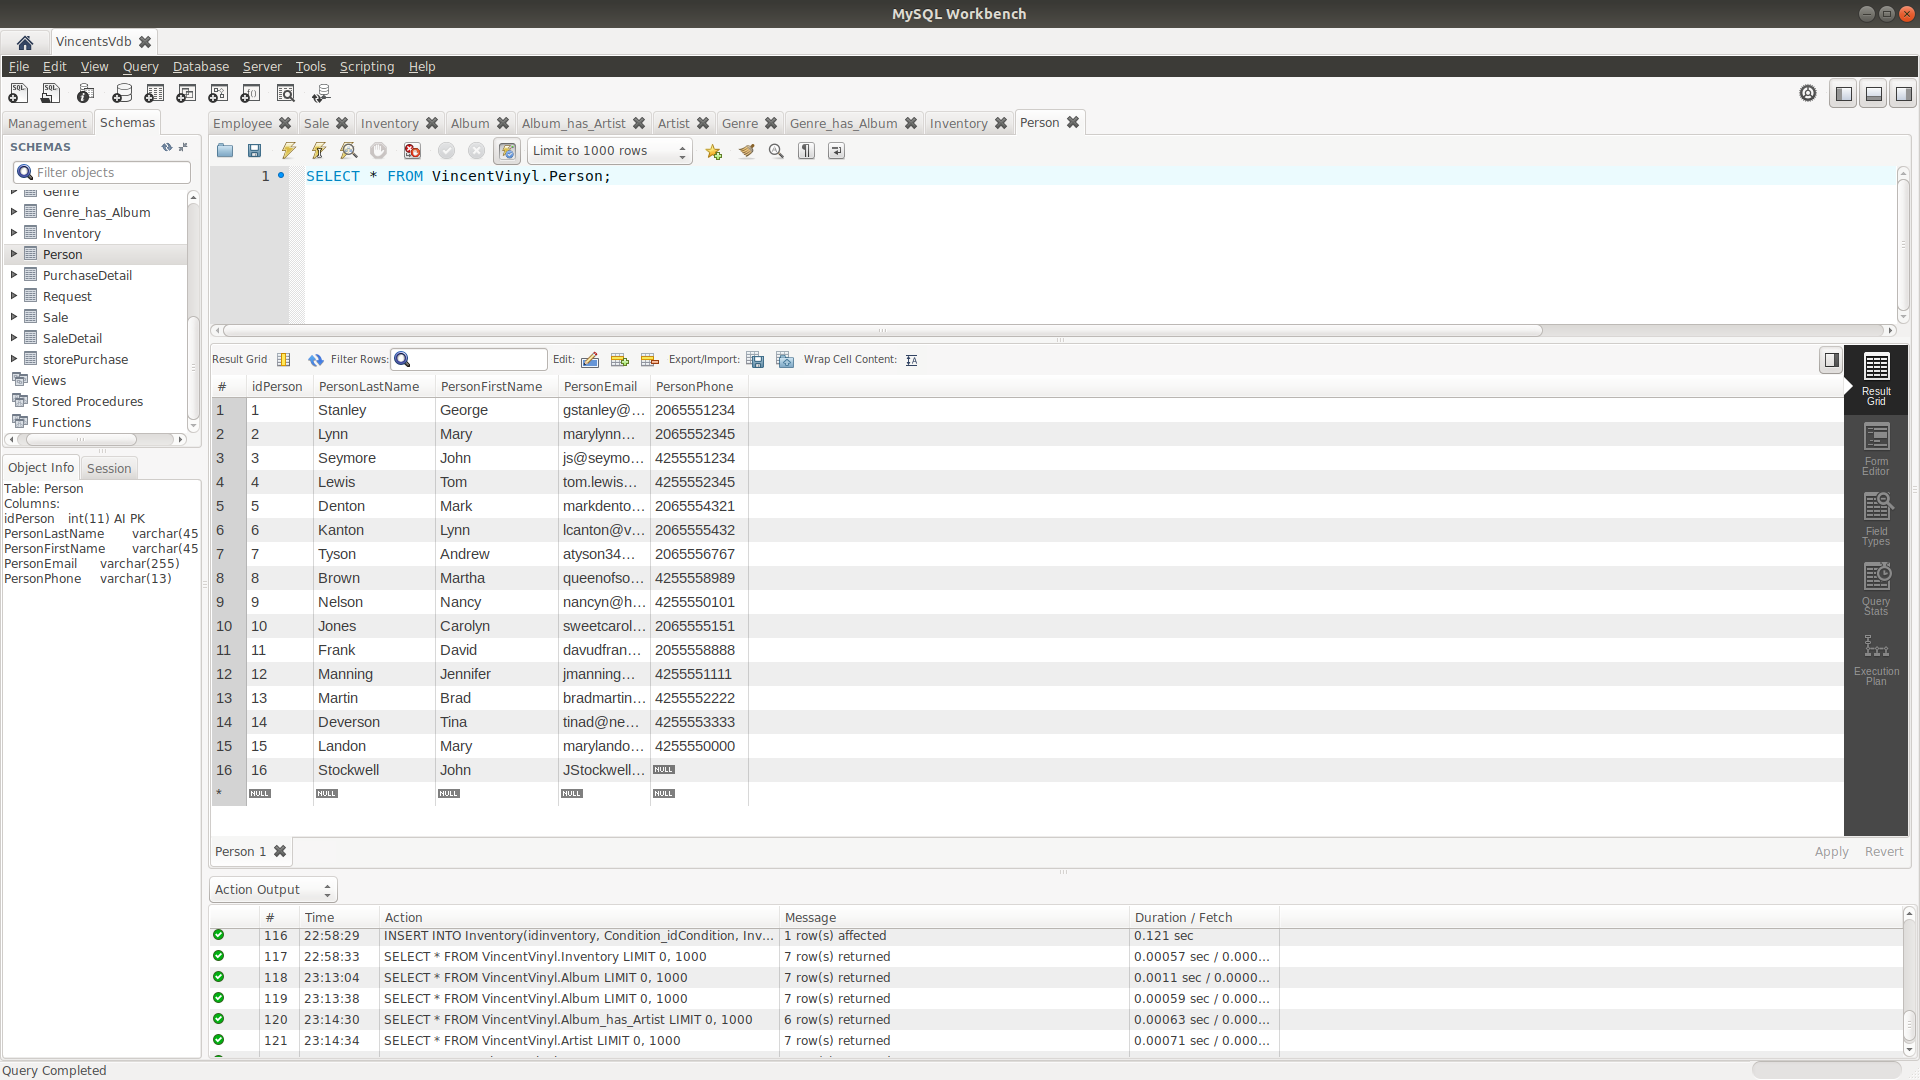 MySQL Workbench
VincentsVdb
File Edit View Query Database Server Tools Scripting Help
Management Schemas
Employee Sale Inventory Album Album_has_Artist Artist Genre Genre_has_Album Inventory Person
SCHEMAS
Filter objects
Genre
Genre_has_Album
Inventory
Person
PurchaseDetail
Request
Sale
SaleDetail
storePurchase
Views
Stored Procedures
Functions
Object Info Session
Table: Person
Columns:
idPerson int(11) AI PK
PersonLastName varchar(45
PersonFirstName varchar(45
PersonEmail varchar(255)
PersonPhone varchar(13)
Limit to 1000 rows
1 SELECT * FROM VincentVinyl.Person;
Result Grid Filter Rows: Edit: Export/Import: Wrap Cell Content:
# idPerson PersonLastName PersonFirstName PersonEmail PersonPhone
1 1 Stanley George gstanley@... 2065551234
2 2 Lynn Mary marylynn... 2065552345
3 3 Seymore John js@seymo... 4255551234
4 4 Lewis Tom tom.lewis... 4255552345
5 5 Denton Mark markdento... 2065554321
6 6 Kanton Lynn lcanton@v... 2065555432
7 7 Tyson Andrew atyson34... 2065556767
8 8 Brown Martha queenofso... 4255558989
9 9 Nelson Nancy nancyn@h... 4255550101
10 10 Jones Carolyn sweetcarol... 2065555151
11 11 Frank David davudfran... 2055558888
12 12 Manning Jennifer jmanning... 4255551111
13 13 Martin Brad bradmartin... 4255552222
14 14 Deverson Tina tinad@ne... 4255553333
15 15 Landon Mary marylando... 4255550000
16 16 Stockwell John JStockwell... NULL
* NULL NULL NULL NULL NULL
Result
Grid
Form
Editor
Field
Types
Query
Stats
Execution
Plan
Person 1
Apply Revert
Action Output
# Time Action Message Duration / Fetch
116 22:58:29 INSERT INTO Inventory(idinventory, Condition_idCondition, Inv... 1 row(s) affected 0.121 sec
117 22:58:33 SELECT * FROM VincentVinyl.Inventory LIMIT 0, 1000 7 row(s) returned 0.00057 sec / 0.000...
118 23:13:04 SELECT * FROM VincentVinyl.Album LIMIT 0, 1000 7 row(s) returned 0.0011 sec / 0.0000...
119 23:13:38 SELECT * FROM VincentVinyl.Album LIMIT 0, 1000 7 row(s) returned 0.00059 sec / 0.000...
120 23:14:30 SELECT * FROM VincentVinyl.Album_has_Artist LIMIT 0, 1000 6 row(s) returned 0.00063 sec / 0.000...
121 23:14:34 SELECT * FROM VincentVinyl.Artist LIMIT 0, 1000 7 row(s) returned 0.00071 sec / 0.000...
Query Completed